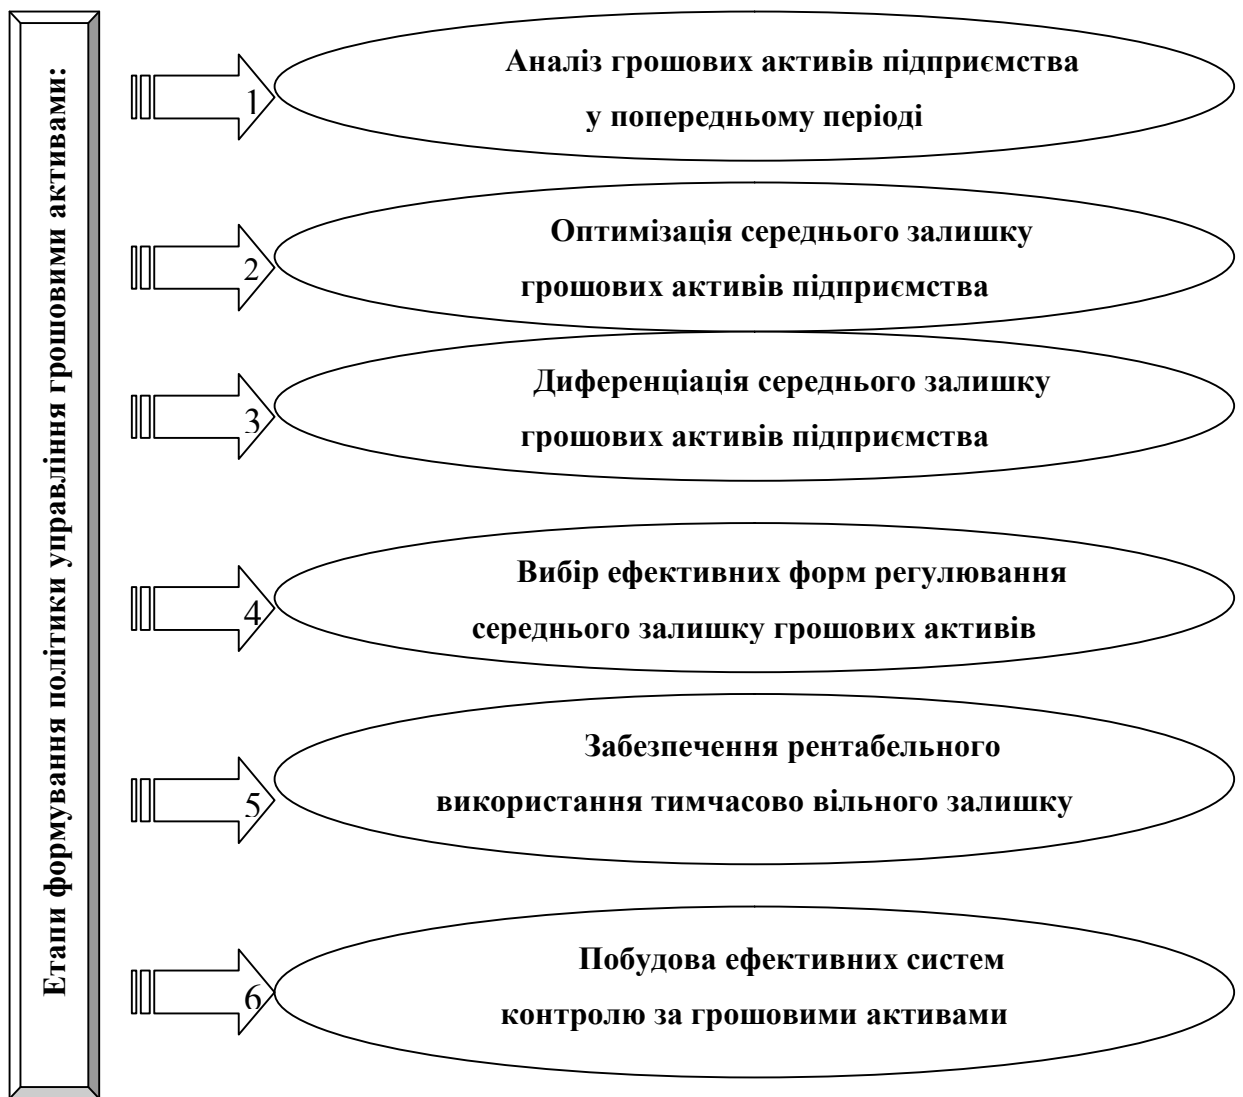 Етапи формування політики управління грошовими активами:
1
Аналіз грошових активів підприємства
у попередньому періоді
2
Оптимізація середнього залишку
грошових активів підприємства
3
Диференціація середнього залишку
грошових активів підприємства
4
Вибір ефективних форм регулювання
середнього залишку грошових активів
5
Забезпечення рентабельного
використання тимчасово вільного залишку
6
Побудова ефективних систем
контролю за грошовими активами